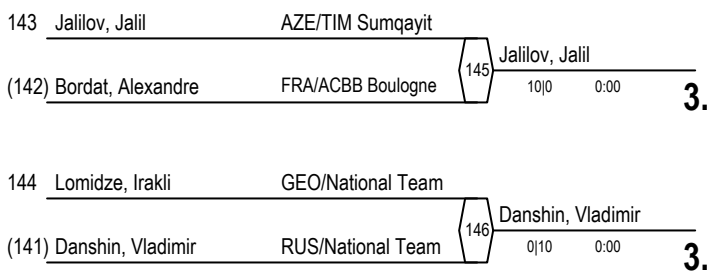 143 Jalilov, Jalil AZE/TIM Sumqayit
Jalilov, Jalil
145
(142) Bordat, Alexandre FRA/ACBB Boulogne
10|0 0:00
3.
144 Lomidze, Irakli GEO/National Team
Danshin, Vladimir
146
(141) Danshin, Vladimir RUS/National Team
0|10 0:00
3.